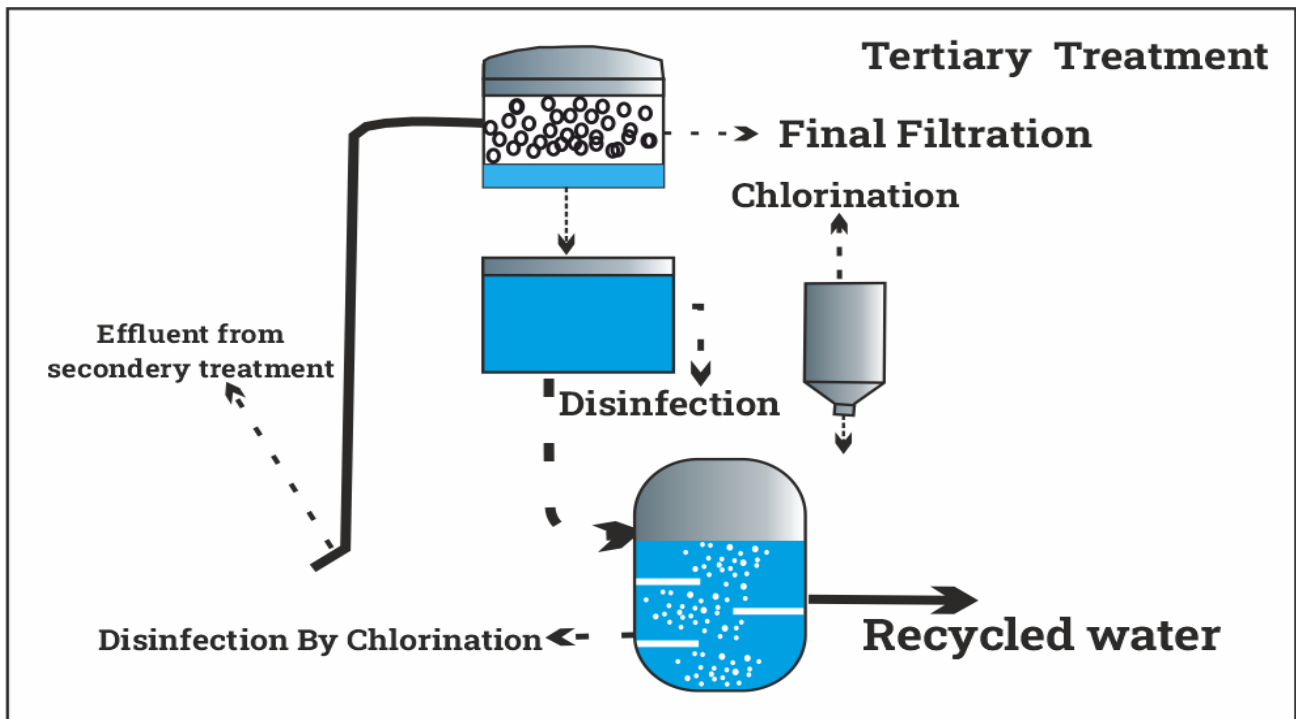 Tertiary Treatment
Final Filtration
Chlorination
Effluent from
secondery treatment
Disinfection
Disinfection By Chlorination
Recycled water